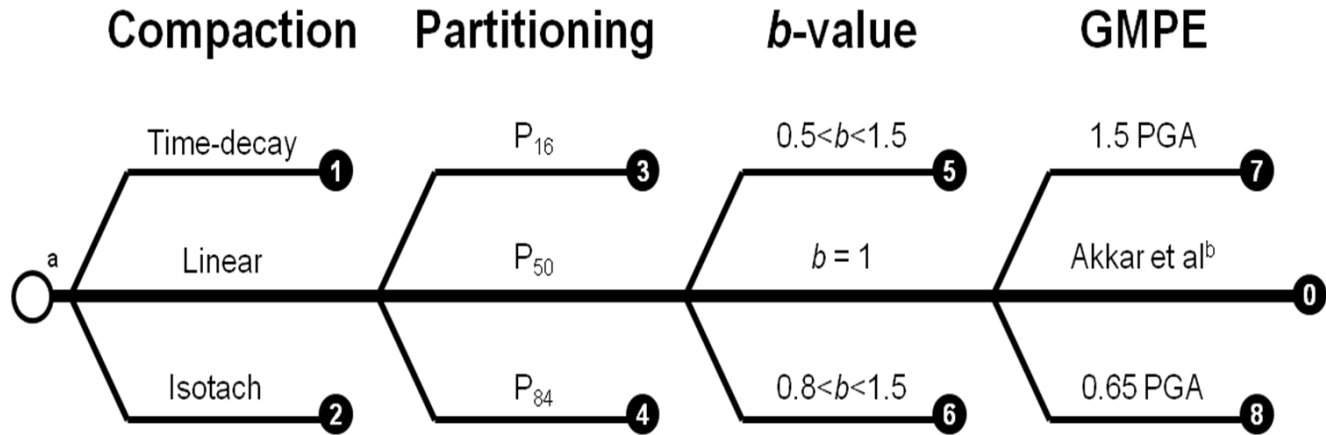 Compaction Partitioning b-value GMPE
Time-decay P16 0.5<b<1.5 1.5 PGA
1 3 5 7
a
Linear P50 b = 1 Akkar et alb
0
Isotach P84 0.8<b<1.5 0.65 PGA
2 4 6 8